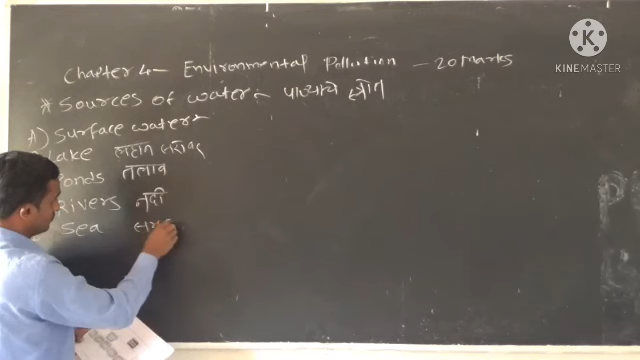 Chapter 4 - Environmental Pollution - 20 Marks
* Sources of water - पाण्याचे स्त्रोत
A) Surface water -
Lake लहान सरोवर
Ponds तलाव
Rivers नदी
Sea
KINEMASTER